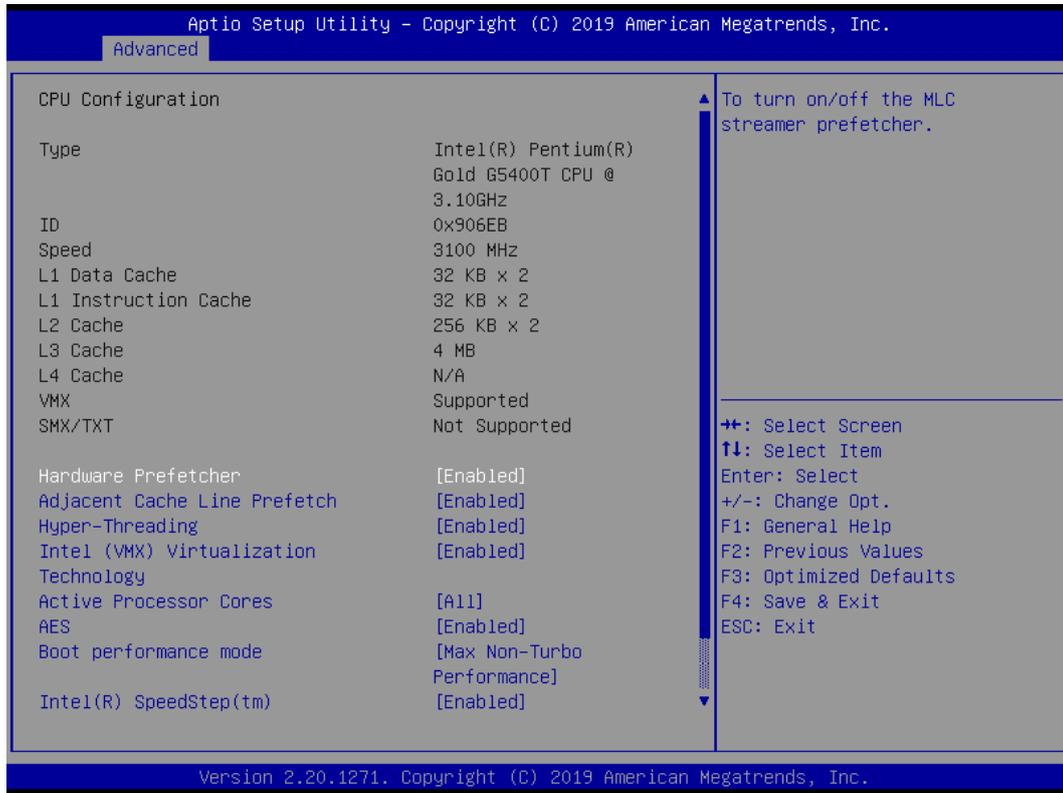 Aptio Setup Utility – Copyright (C) 2019 American Megatrends, Inc.
Advanced
CPU Configuration
Type Intel(R) Pentium(R)
Gold G5400T CPU @
3.10GHz
ID 0x906EB
Speed 3100 MHz
L1 Data Cache 32 KB x 2
L1 Instruction Cache 32 KB x 2
L2 Cache 256 KB x 2
L3 Cache 4 MB
L4 Cache N/A
VMX Supported
SMX/TXT Not Supported
Hardware Prefetcher [Enabled]
Adjacent Cache Line Prefetch [Enabled]
Hyper-Threading [Enabled]
Intel (VMX) Virtualization [Enabled]
Technology
Active Processor Cores [All]
AES [Enabled]
Boot performance mode [Max Non-Turbo
Performance]
Intel(R) SpeedStep(tm) [Enabled]
To turn on/off the MLC
streamer prefetcher.
→←: Select Screen
↑↓: Select Item
Enter: Select
+/-: Change Opt.
F1: General Help
F2: Previous Values
F3: Optimized Defaults
F4: Save & Exit
ESC: Exit
Version 2.20.1271. Copyright (C) 2019 American Megatrends, Inc.